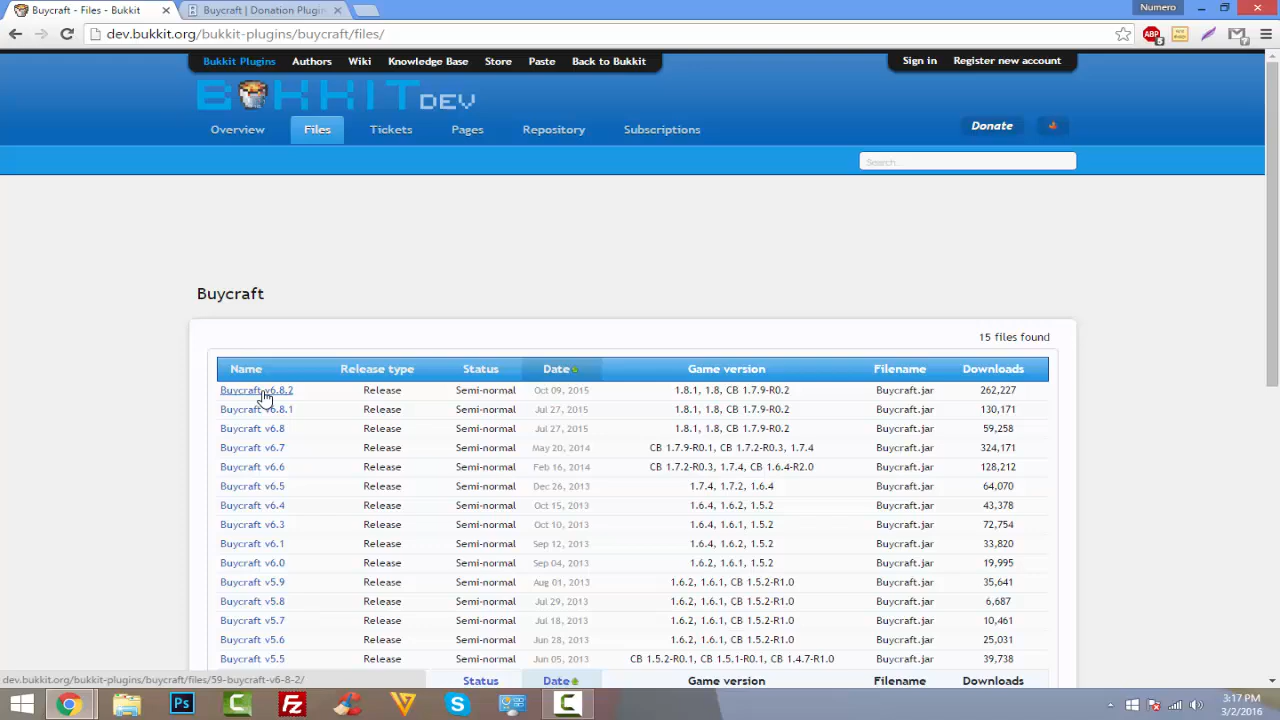 Buycraft - Files - Bukkit
Buycraft | Donation Plugin
Numero
dev.bukkit.org/bukkit-plugins/buycraft/files/
Bukkit Plugins Authors Wiki Knowledge Base Store Paste Back to Bukkit Sign in Register new account
BUKKIT DEV
Overview Files Tickets Pages Repository Subscriptions Donate
Search...
Buycraft
15 files found
Name Release type Status Date Game version Filename Downloads
Buycraft v6.8.2 Release Semi-normal Oct 09, 2015 1.8.1, 1.8, CB 1.7.9-R0.2 Buycraft.jar 262,227
Buycraft v6.8.1 Release Semi-normal Jul 27, 2015 1.8.1, 1.8, CB 1.7.9-R0.2 Buycraft.jar 130,171
Buycraft v6.8 Release Semi-normal Jul 27, 2015 1.8.1, 1.8, CB 1.7.9-R0.2 Buycraft.jar 59,258
Buycraft v6.7 Release Semi-normal May 20, 2014 CB 1.7.9-R0.1, CB 1.7.2-R0.3, 1.7.4 Buycraft.jar 324,171
Buycraft v6.6 Release Semi-normal Feb 16, 2014 CB 1.7.2-R0.3, 1.7.4, CB 1.6.4-R2.0 Buycraft.jar 128,212
Buycraft v6.5 Release Semi-normal Dec 26, 2013 1.7.4, 1.7.2, 1.6.4 Buycraft.jar 64,070
Buycraft v6.4 Release Semi-normal Oct 15, 2013 1.6.4, 1.6.2, 1.5.2 Buycraft.jar 43,378
Buycraft v6.3 Release Semi-normal Oct 10, 2013 1.6.4, 1.6.1, 1.5.2 Buycraft.jar 72,754
Buycraft v6.1 Release Semi-normal Sep 12, 2013 1.6.4, 1.6.2, 1.5.2 Buycraft.jar 33,820
Buycraft v6.0 Release Semi-normal Sep 04, 2013 1.6.2, 1.6.1, 1.5.2 Buycraft.jar 19,995
Buycraft v5.9 Release Semi-normal Aug 01, 2013 1.6.2, 1.6.1, CB 1.5.2-R1.0 Buycraft.jar 35,641
Buycraft v5.8 Release Semi-normal Jul 29, 2013 1.6.2, 1.6.1, CB 1.5.2-R1.0 Buycraft.jar 6,687
Buycraft v5.7 Release Semi-normal Jul 18, 2013 1.6.2, 1.6.1, CB 1.5.2-R1.0 Buycraft.jar 10,461
Buycraft v5.6 Release Semi-normal Jun 28, 2013 1.6.2, 1.6.1, CB 1.5.2-R1.0 Buycraft.jar 25,031
Buycraft v5.5 Release Semi-normal Jun 05, 2013 CB 1.5.2-R0.1, CB 1.5.1-R0.1, CB 1.4.7-R1.0 Buycraft.jar 39,738
dev.bukkit.org/bukkit-plugins/buycraft/files/59-buycraft-v6-8-2/
Status Date Game version Filename Downloads
3:17 PM
3/2/2016